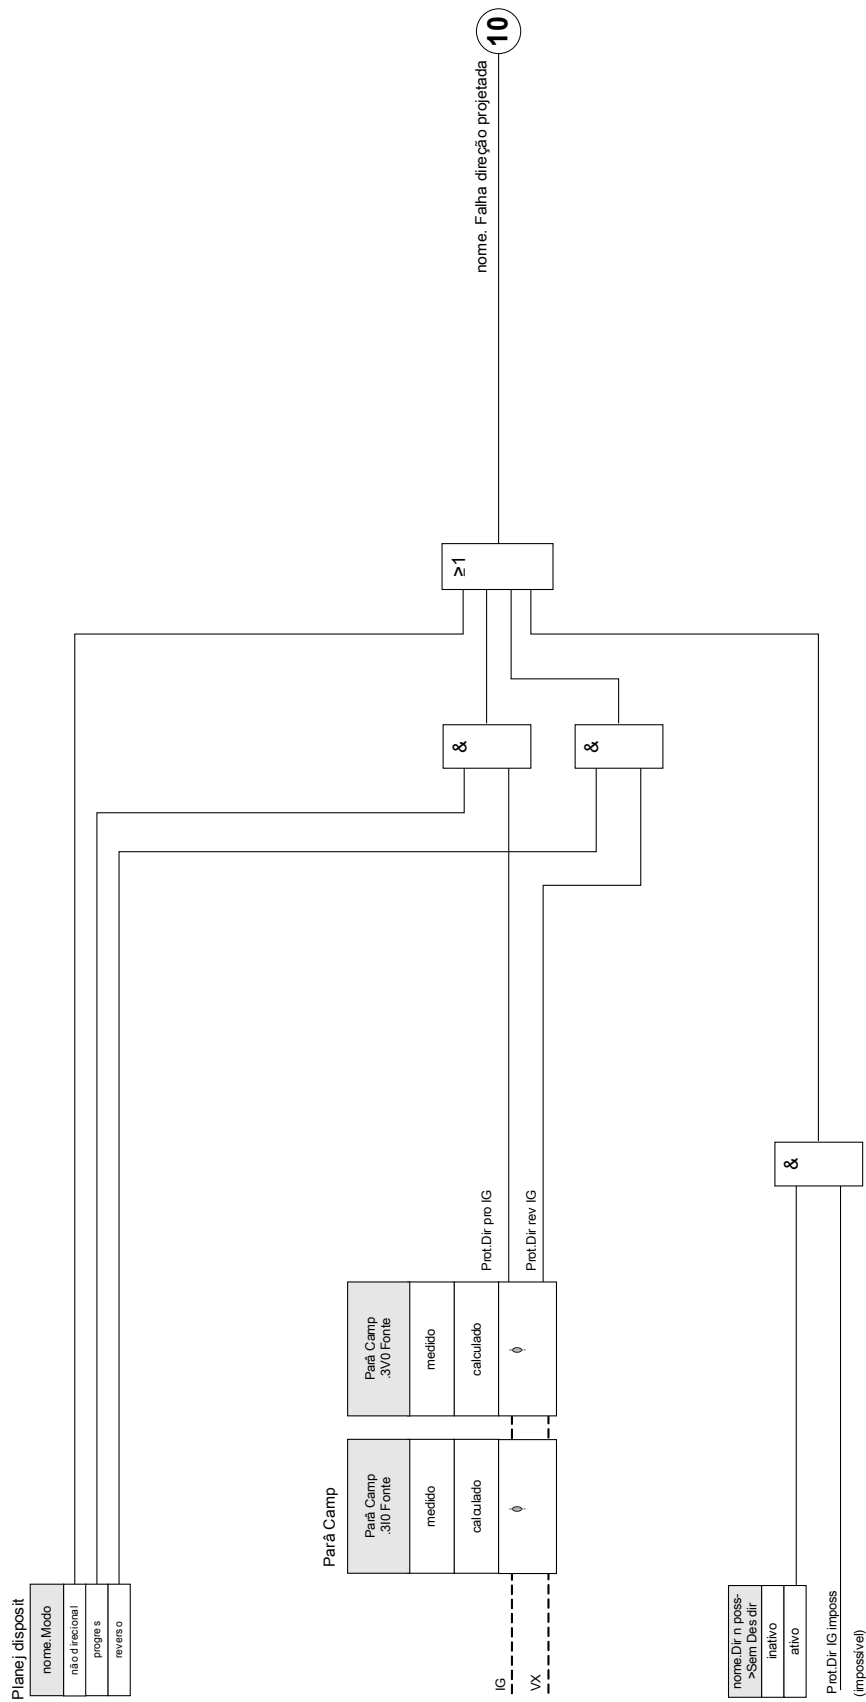 Planej disposit
nome.Modo
não direcional
progres
reverso
Parâ Camp
Parâ Camp
.3I0 Fonte
medido
calculado
φ
Parâ Camp
.3V0 Fonte
medido
calculado
φ
IG
VX
Prot.Dir pro IG
Prot.Dir rev IG
nome.Dir n poss-
>Sem Des dir
inativo
ativo
Prot.Dir IG imposs
(impossível)
&
&
&
≥1
nome. Falha direção projetada
10